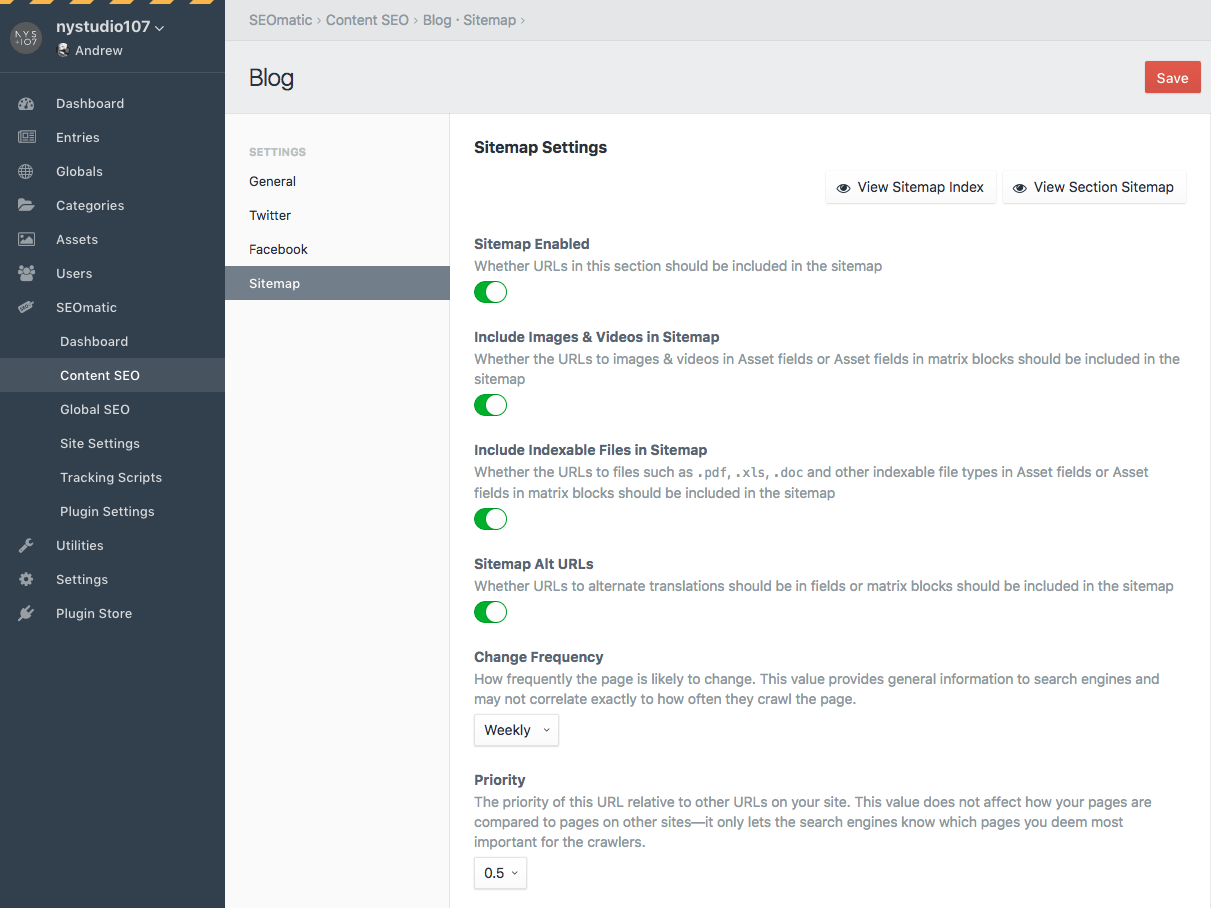 NYS
+107
nystudio107
Andrew
Dashboard
Entries
Globals
Categories
Assets
Users
SEOmatic
Dashboard
Content SEO
Global SEO
Site Settings
Tracking Scripts
Plugin Settings
Utilities
Settings
Plugin Store
SEOmatic › Content SEO › Blog · Sitemap ›
Blog
Save
SETTINGS
General
Twitter
Facebook
Sitemap
Sitemap Settings
View Sitemap Index
View Section Sitemap
Sitemap Enabled
Whether URLs in this section should be included in the sitemap
Include Images & Videos in Sitemap
Whether the URLs to images & videos in Asset fields or Asset fields in matrix blocks should be included in the
sitemap
Include Indexable Files in Sitemap
Whether the URLs to files such as .pdf, .xls, .doc and other indexable file types in Asset fields or Asset
fields in matrix blocks should be included in the sitemap
Sitemap Alt URLs
Whether URLs to alternate translations should be in fields or matrix blocks should be included in the sitemap
Change Frequency
How frequently the page is likely to change. This value provides general information to search engines and
may not correlate exactly to how often they crawl the page.
Weekly
Priority
The priority of this URL relative to other URLs on your site. This value does not affect how your pages are
compared to pages on other sites—it only lets the search engines know which pages you deem most
important for the crawlers.
0.5